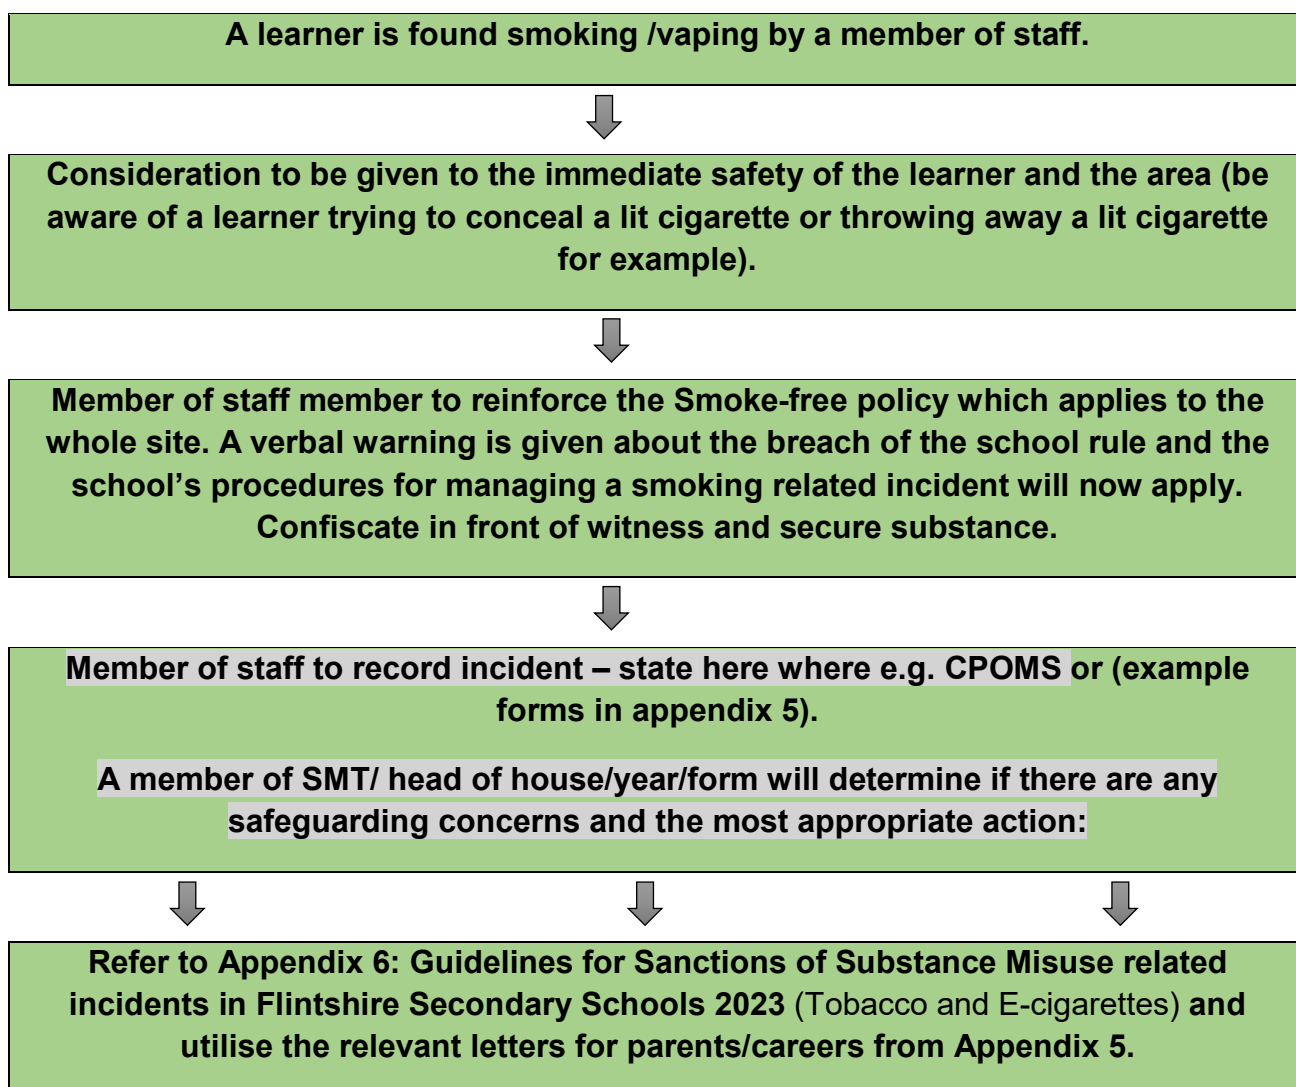 A learner is found smoking /vaping by a member of staff.
Consideration to be given to the immediate safety of the learner and the area (be
aware of a learner trying to conceal a lit cigarette or throwing away a lit cigarette
for example).
Member of staff member to reinforce the Smoke-free policy which applies to the
whole site. A verbal warning is given about the breach of the school rule and the
school’s procedures for managing a smoking related incident will now apply.
Confiscate in front of witness and secure substance.
Member of staff to record incident – state here where e.g. CPOMS or (example
forms in appendix 5).
A member of SMT/ head of house/year/form will determine if there are any
safeguarding concerns and the most appropriate action:
Refer to Appendix 6: Guidelines for Sanctions of Substance Misuse related
incidents in Flintshire Secondary Schools 2023 (Tobacco and E-cigarettes) and
utilise the relevant letters for parents/careers from Appendix 5.